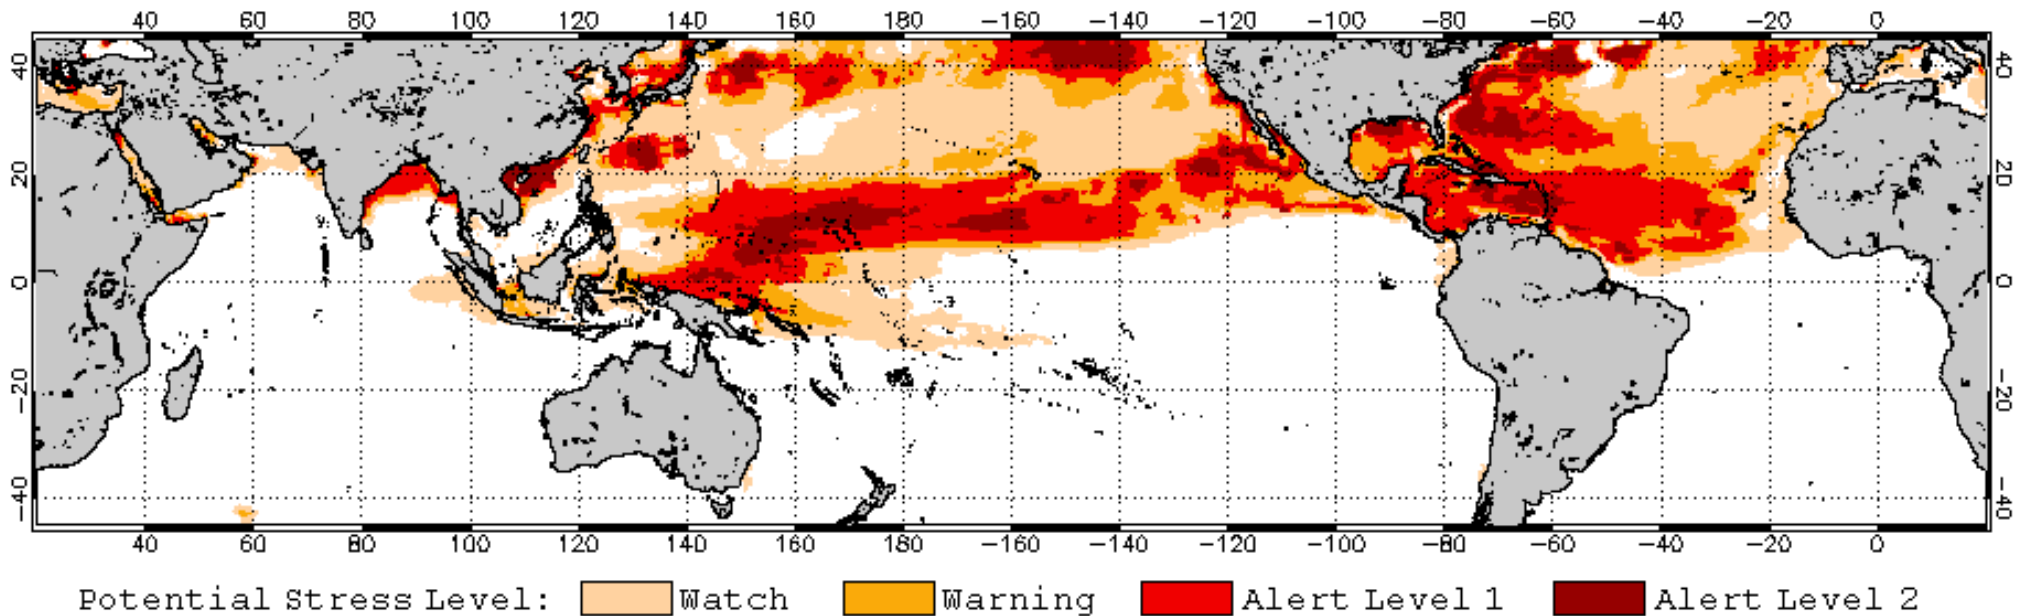 40 60 80 100 120 140 160 180 −160 −140 −120 −100 −80 −60 −40 −20 0
40 40
20 20
0 0
−20 −20
−40 −40
40 60 80 100 120 140 160 180 −160 −140 −120 −100 −80 −60 −40 −20 0
Potential Stress Level: Watch Warning Alert Level 1 Alert Level 2